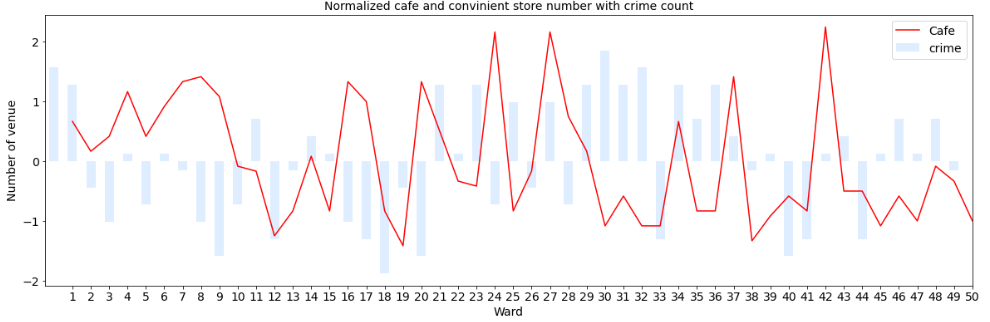 Normalized cafe and convinient store number with crime count
Cafe
crime
Number of venue
2
1
0
−1
−2
1 2 3 4 5 6 7 8 9 10 11 12 13 14 15 16 17 18 19 20 21 22 23 24 25 26 27 28 29 30 31 32 33 34 35 36 37 38 39 40 41 42 43 44 45 46 47 48 49 50
Ward